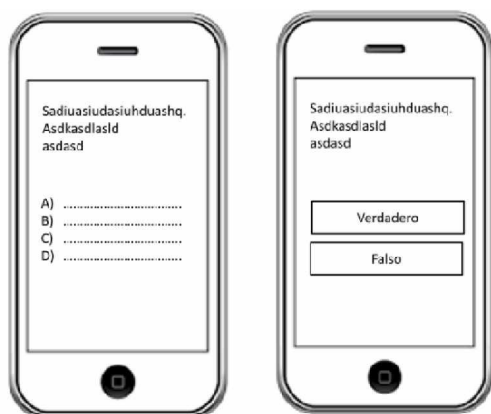 Sadiuasiudasiuhduashq.
Asdkasdlasld
asdasd
A) ..............................
B) ..............................
C) ..............................
D) ..............................
Sadiuasiudasiuhduashq.
Asdkasdlasld
asdasd
Verdadero
Falso